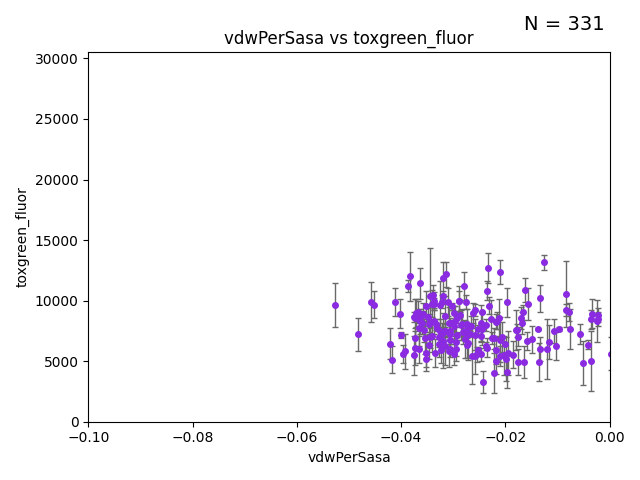 N = 331
vdwPerSasa vs toxgreen_fluor
30000
25000
20000
15000
10000
5000
0
toxgreen_fluor
−0.10 −0.08 −0.06 −0.04 −0.02 0.00
vdwPerSasa